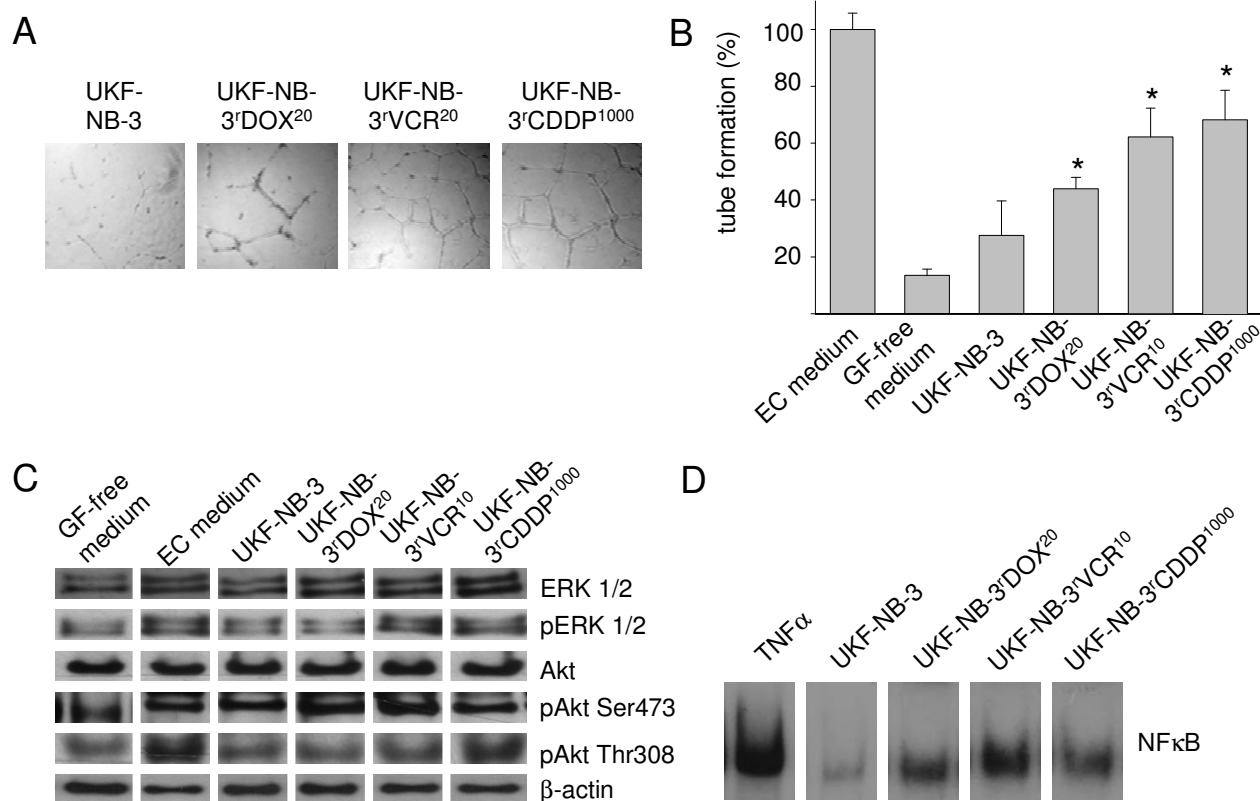 A
UKF-
NB-3
UKF-NB-
3ʳDOX²⁰
UKF-NB-
3ʳVCR²⁰
UKF-NB-
3ʳCDDP¹⁰⁰⁰
B
tube formation (%)
100
80
60
40
20
*
*
*
EC medium
GF-free
medium
UKF-NB-3
UKF-NB-
3ʳDOX²⁰
UKF-NB-
3ʳVCR¹⁰
UKF-NB-
3ʳCDDP¹⁰⁰⁰
C
GF-free
medium
EC medium
UKF-NB-3
UKF-NB-
3ʳDOX²⁰
UKF-NB-
3ʳVCR¹⁰
UKF-NB-
3ʳCDDP¹⁰⁰⁰
ERK 1/2
pERK 1/2
Akt
pAkt Ser473
pAkt Thr308
β-actin
D
TNFα
UKF-NB-3
UKF-NB-3ʳDOX²⁰
UKF-NB-3ʳVCR¹⁰
UKF-NB-3ʳCDDP¹⁰⁰⁰
NFκB